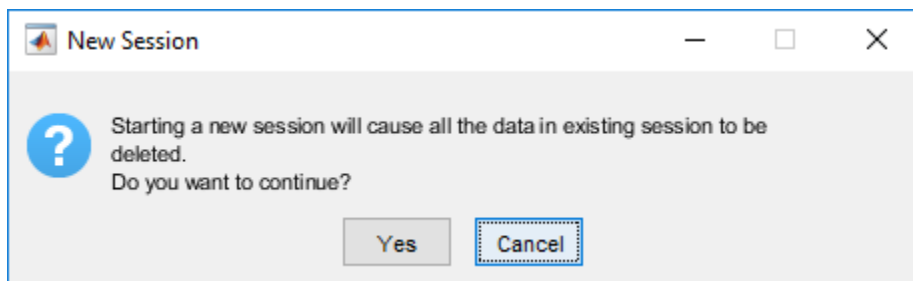 New Session
Starting a new session will cause all the data in existing session to be
deleted.
Do you want to continue?
Yes
Cancel